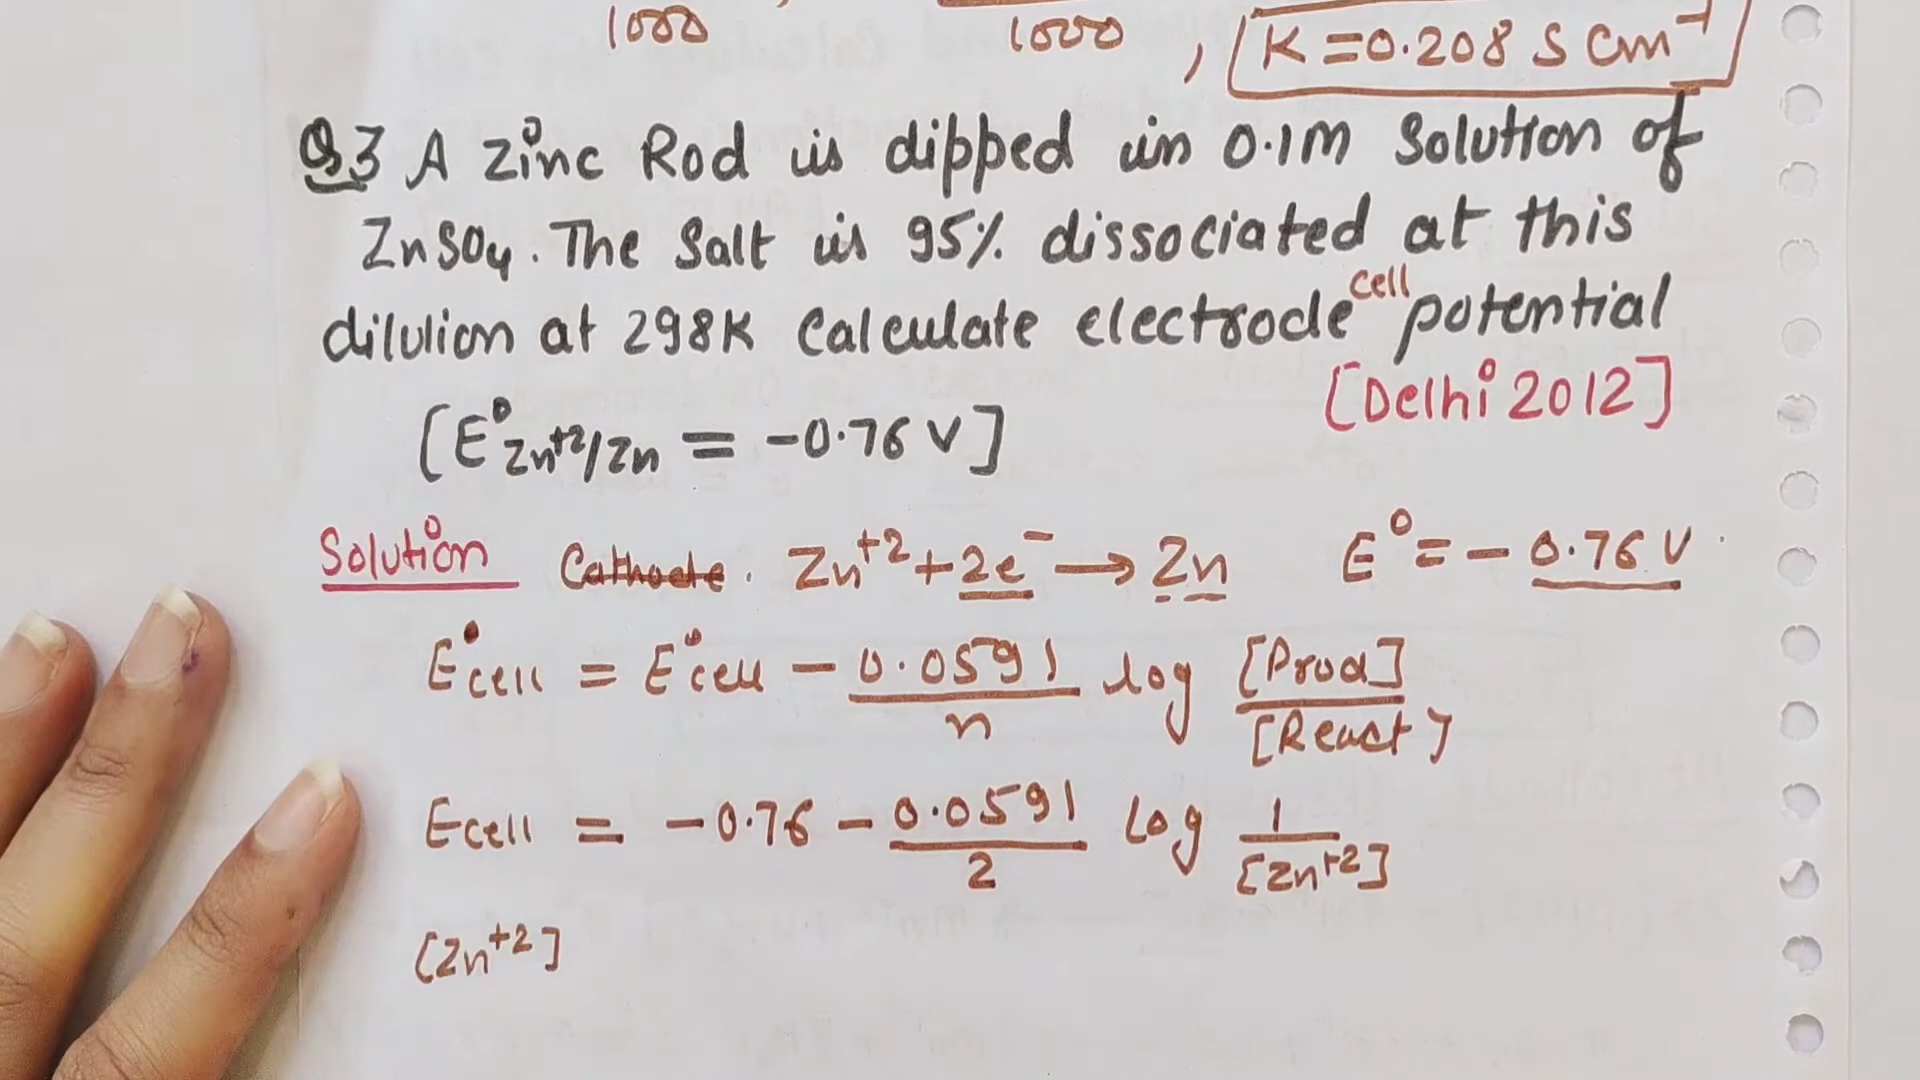 1000 , 1000 , K=0.208 S cm⁻¹
Q3 A Zinc Rod is dipped in 0.1M Solution of
ZnSO₄. The Salt is 95% dissociated at this
dilution at 298K Calculate electrode cell potential
[Delhi 2012]
[E°Zn⁺²/Zn = -0.76 V]
Solution Cathode. Zn⁺² + 2e⁻ → Zn E° = - 0.76 V
E°cell = E°cell - 0.0591/n log [Prod]/[React]
Ecell = -0.76 - 0.0591/2 Log 1/[Zn⁺²]
[Zn⁺²]